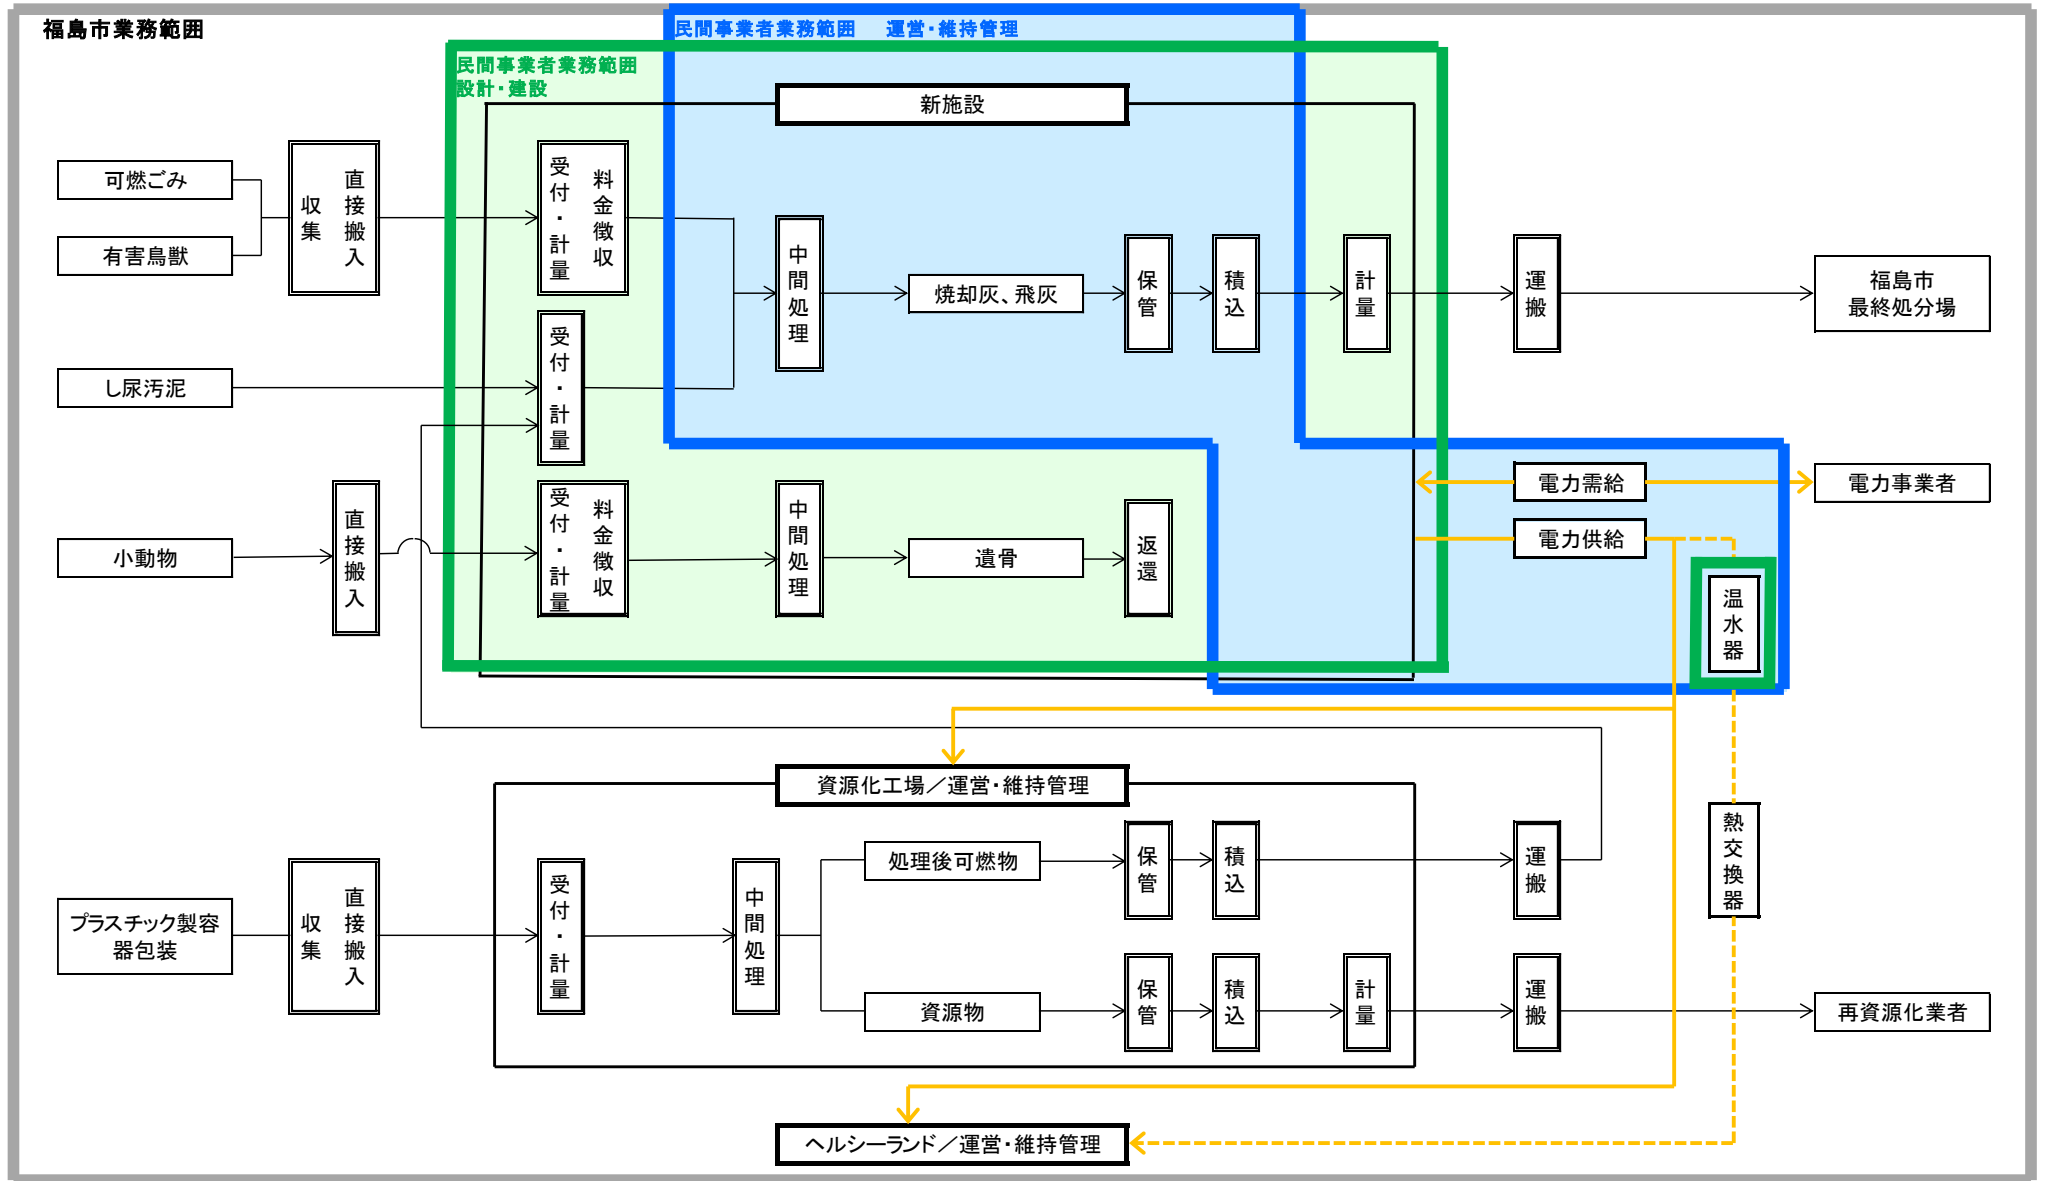 福島市業務範囲
民間事業者業務範囲　運営・維持管理
民間事業者業務範囲
設計・建設
新施設
可燃ごみ
有害鳥獣
収集
直接搬入
受付・計量
料金徴収
中間処理
焼却灰、飛灰
保管
積込
計量
運搬
福島市
最終処分場
し尿汚泥
受付・計量
電力需給
電力事業者
電力供給
小動物
直接搬入
受付・計量
料金徴収
中間処理
遺骨
返還
温水器
資源化工場／運営・維持管理
処理後可燃物
保管
積込
運搬
熱交換器
プラスチック製容
器包装
収集
直接搬入
受付・計量
中間処理
資源物
保管
積込
計量
運搬
再資源化業者
ヘルシーランド／運営・維持管理